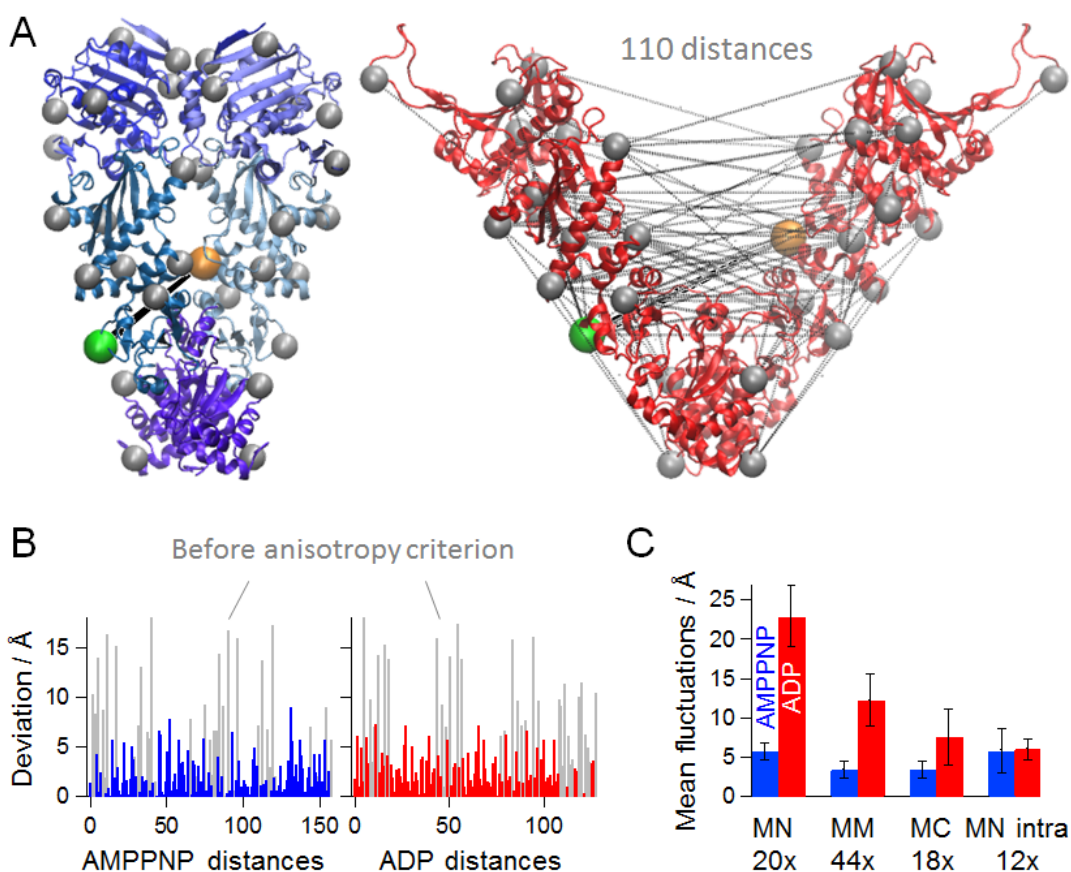 A
110 distances
B
Before anisotropy criterion
Deviation / Å
15
10
5
0
0
50
100
150
AMPPNP distances
0
50
100
ADP distances
C
Mean fluctuations / Å
25
20
15
10
5
0
AMPPNP
ADP
MN MM MC MN intra
20x 44x 18x 12x